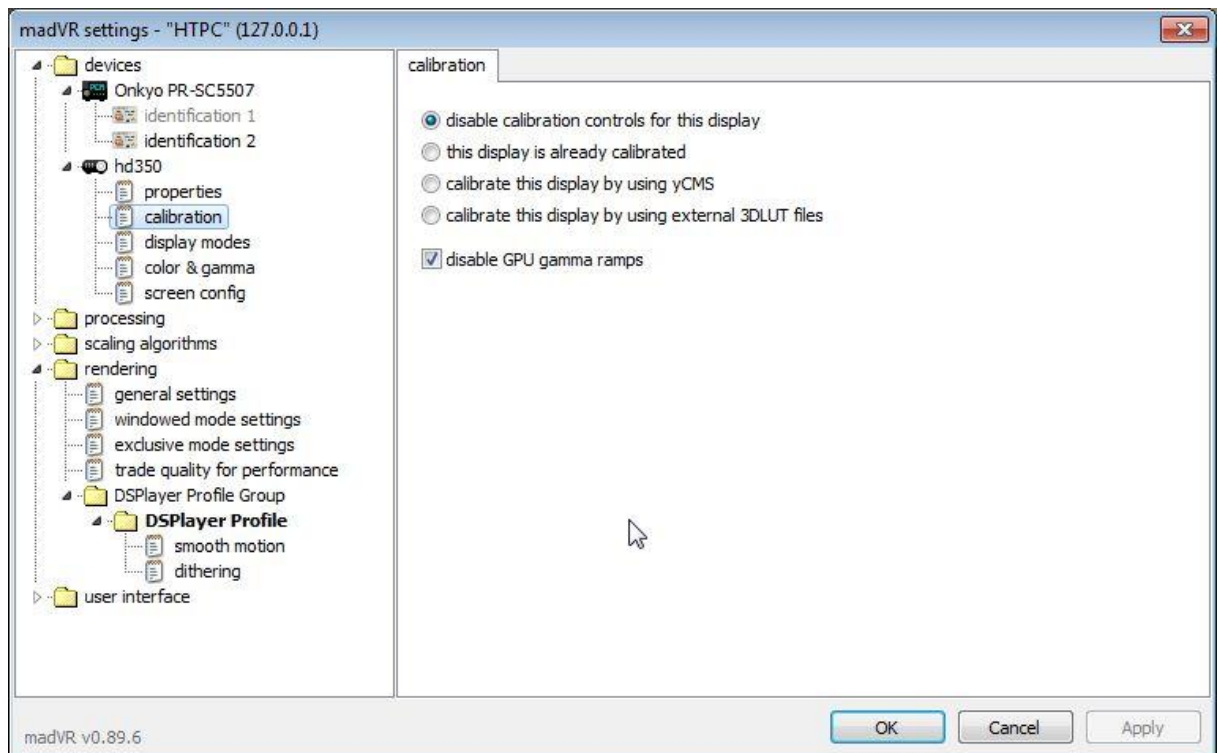 madVR settings - "HTPC" (127.0.0.1)
devices
Onkyo PR-SC5507
identification 1
identification 2
hd350
properties
calibration
display modes
color & gamma
screen config
processing
scaling algorithms
rendering
general settings
windowed mode settings
exclusive mode settings
trade quality for performance
DSPlayer Profile Group
DSPlayer Profile
smooth motion
dithering
user interface
calibration
disable calibration controls for this display
this display is already calibrated
calibrate this display by using yCMS
calibrate this display by using external 3DLUT files
disable GPU gamma ramps
madVR v0.89.6
OK
Cancel
Apply